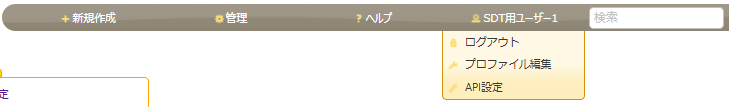 新規作成
管理
ヘルプ
SDT用ユーザー1
検索
ログアウト
プロファイル編集
API設定
定